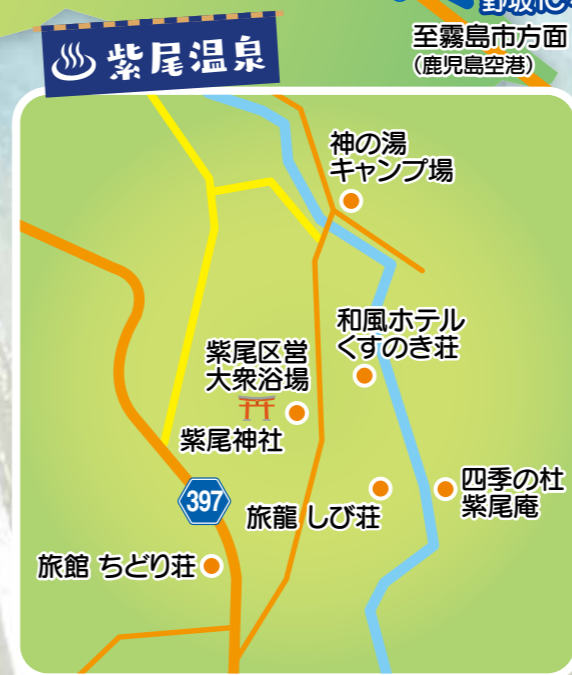 至霧島市方面
(鹿児島空港)
紫尾温泉
神の湯
キャンプ場
和風ホテル
くすのき荘
紫尾区営
大衆浴場
紫尾神社
397
旅龍 しび荘
四季の杜
紫尾庵
旅館 ちどり荘